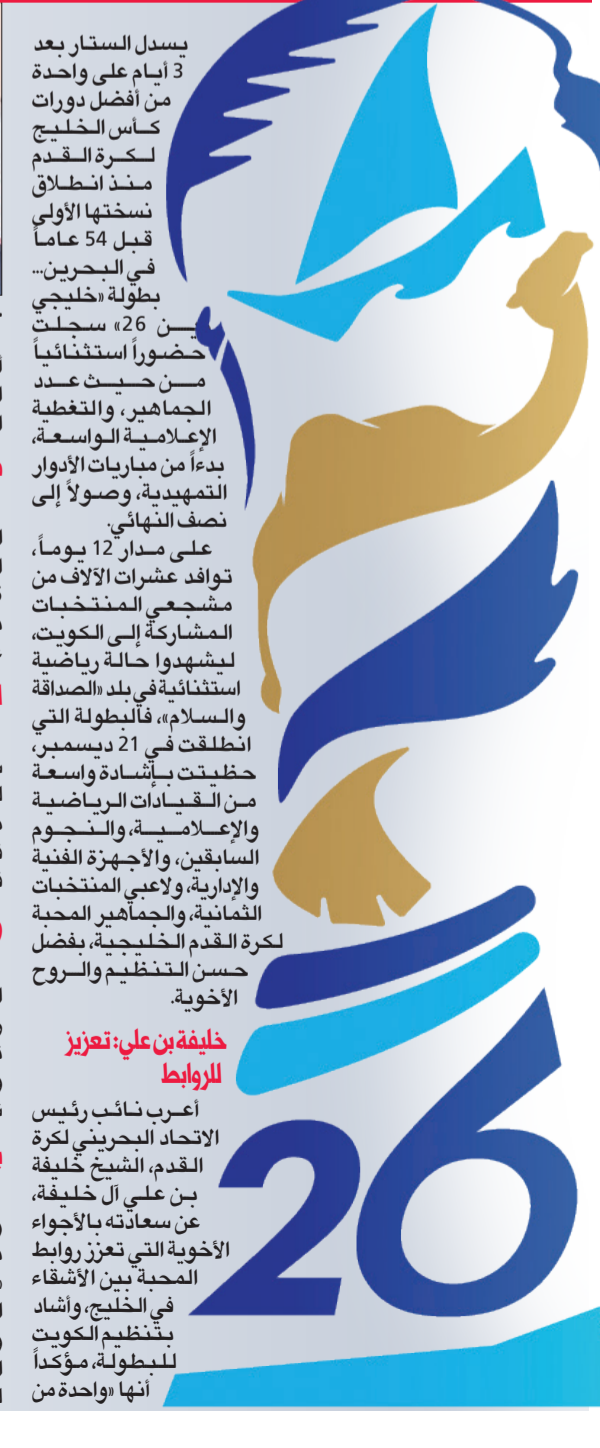 يسدل الستار بعد
3 أيام على واحدة
من أفضل دورات
كأس الخليج
لكرة القدم
منذ انطلاق
نسختها الأولى
قبل 54 عاماً
في البحرين...
بطولة «خليجي
زين 26» سجلت
حضوراً استثنائياً
من حيث عدد
الجماهير، والتغطية
الإعلامية الواسعة،
بدءاً من مباريات الأدوار
التمهيدية، وصولاً إلى
نصف النهائي.
على مدار 12 يوماً،
توافد عشرات الآلاف من
مشجعي المنتخبات
المشاركة إلى الكويت،
ليشهدوا حالة رياضية
استثنائية في بلد «الصداقة
والسلام»، فالبطولة التي
انطلقت في 21 ديسمبر،
حظيتت بإشادة واسعة
من القيادات الرياضية
والإعلامية، والنجوم
السابقين، والأجهزة الفنية
والإدارية، ولاعبي المنتخبات
الثمانية، والجماهير المحبة
لكرة القدم الخليجية، بفضل
حسن التنظيم والروح
الأخوية.
خليفة بن علي: تعزيز
للروابط
أعرب نائب رئيس
الاتحاد البحريني لكرة
القدم، الشيخ خليفة
بن علي آل خليفة،
عن سعادته بالأجواء
الأخوية التي تعزز روابط
المحبة بين الأشقاء
في الخليج، وأشاد
بتنظيم الكويت
للبطولة، مؤكداً
أنها «واحدة من
26